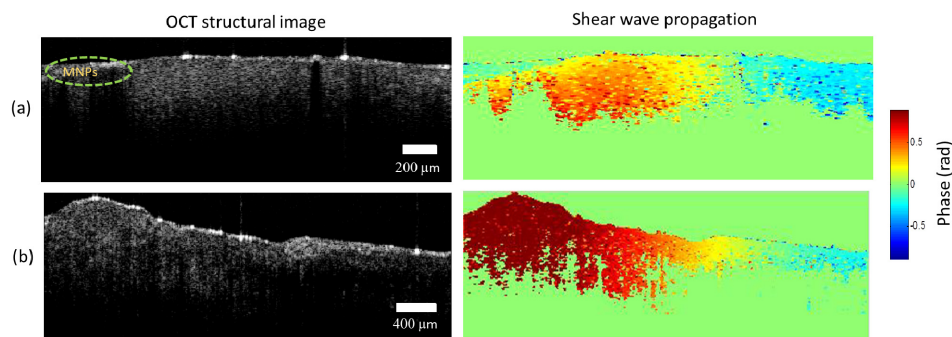 OCT structural image
Shear wave propagation
MNPs
(a)
200 μm
(b)
400 μm
0.5
0
-0.5
Phase (rad)